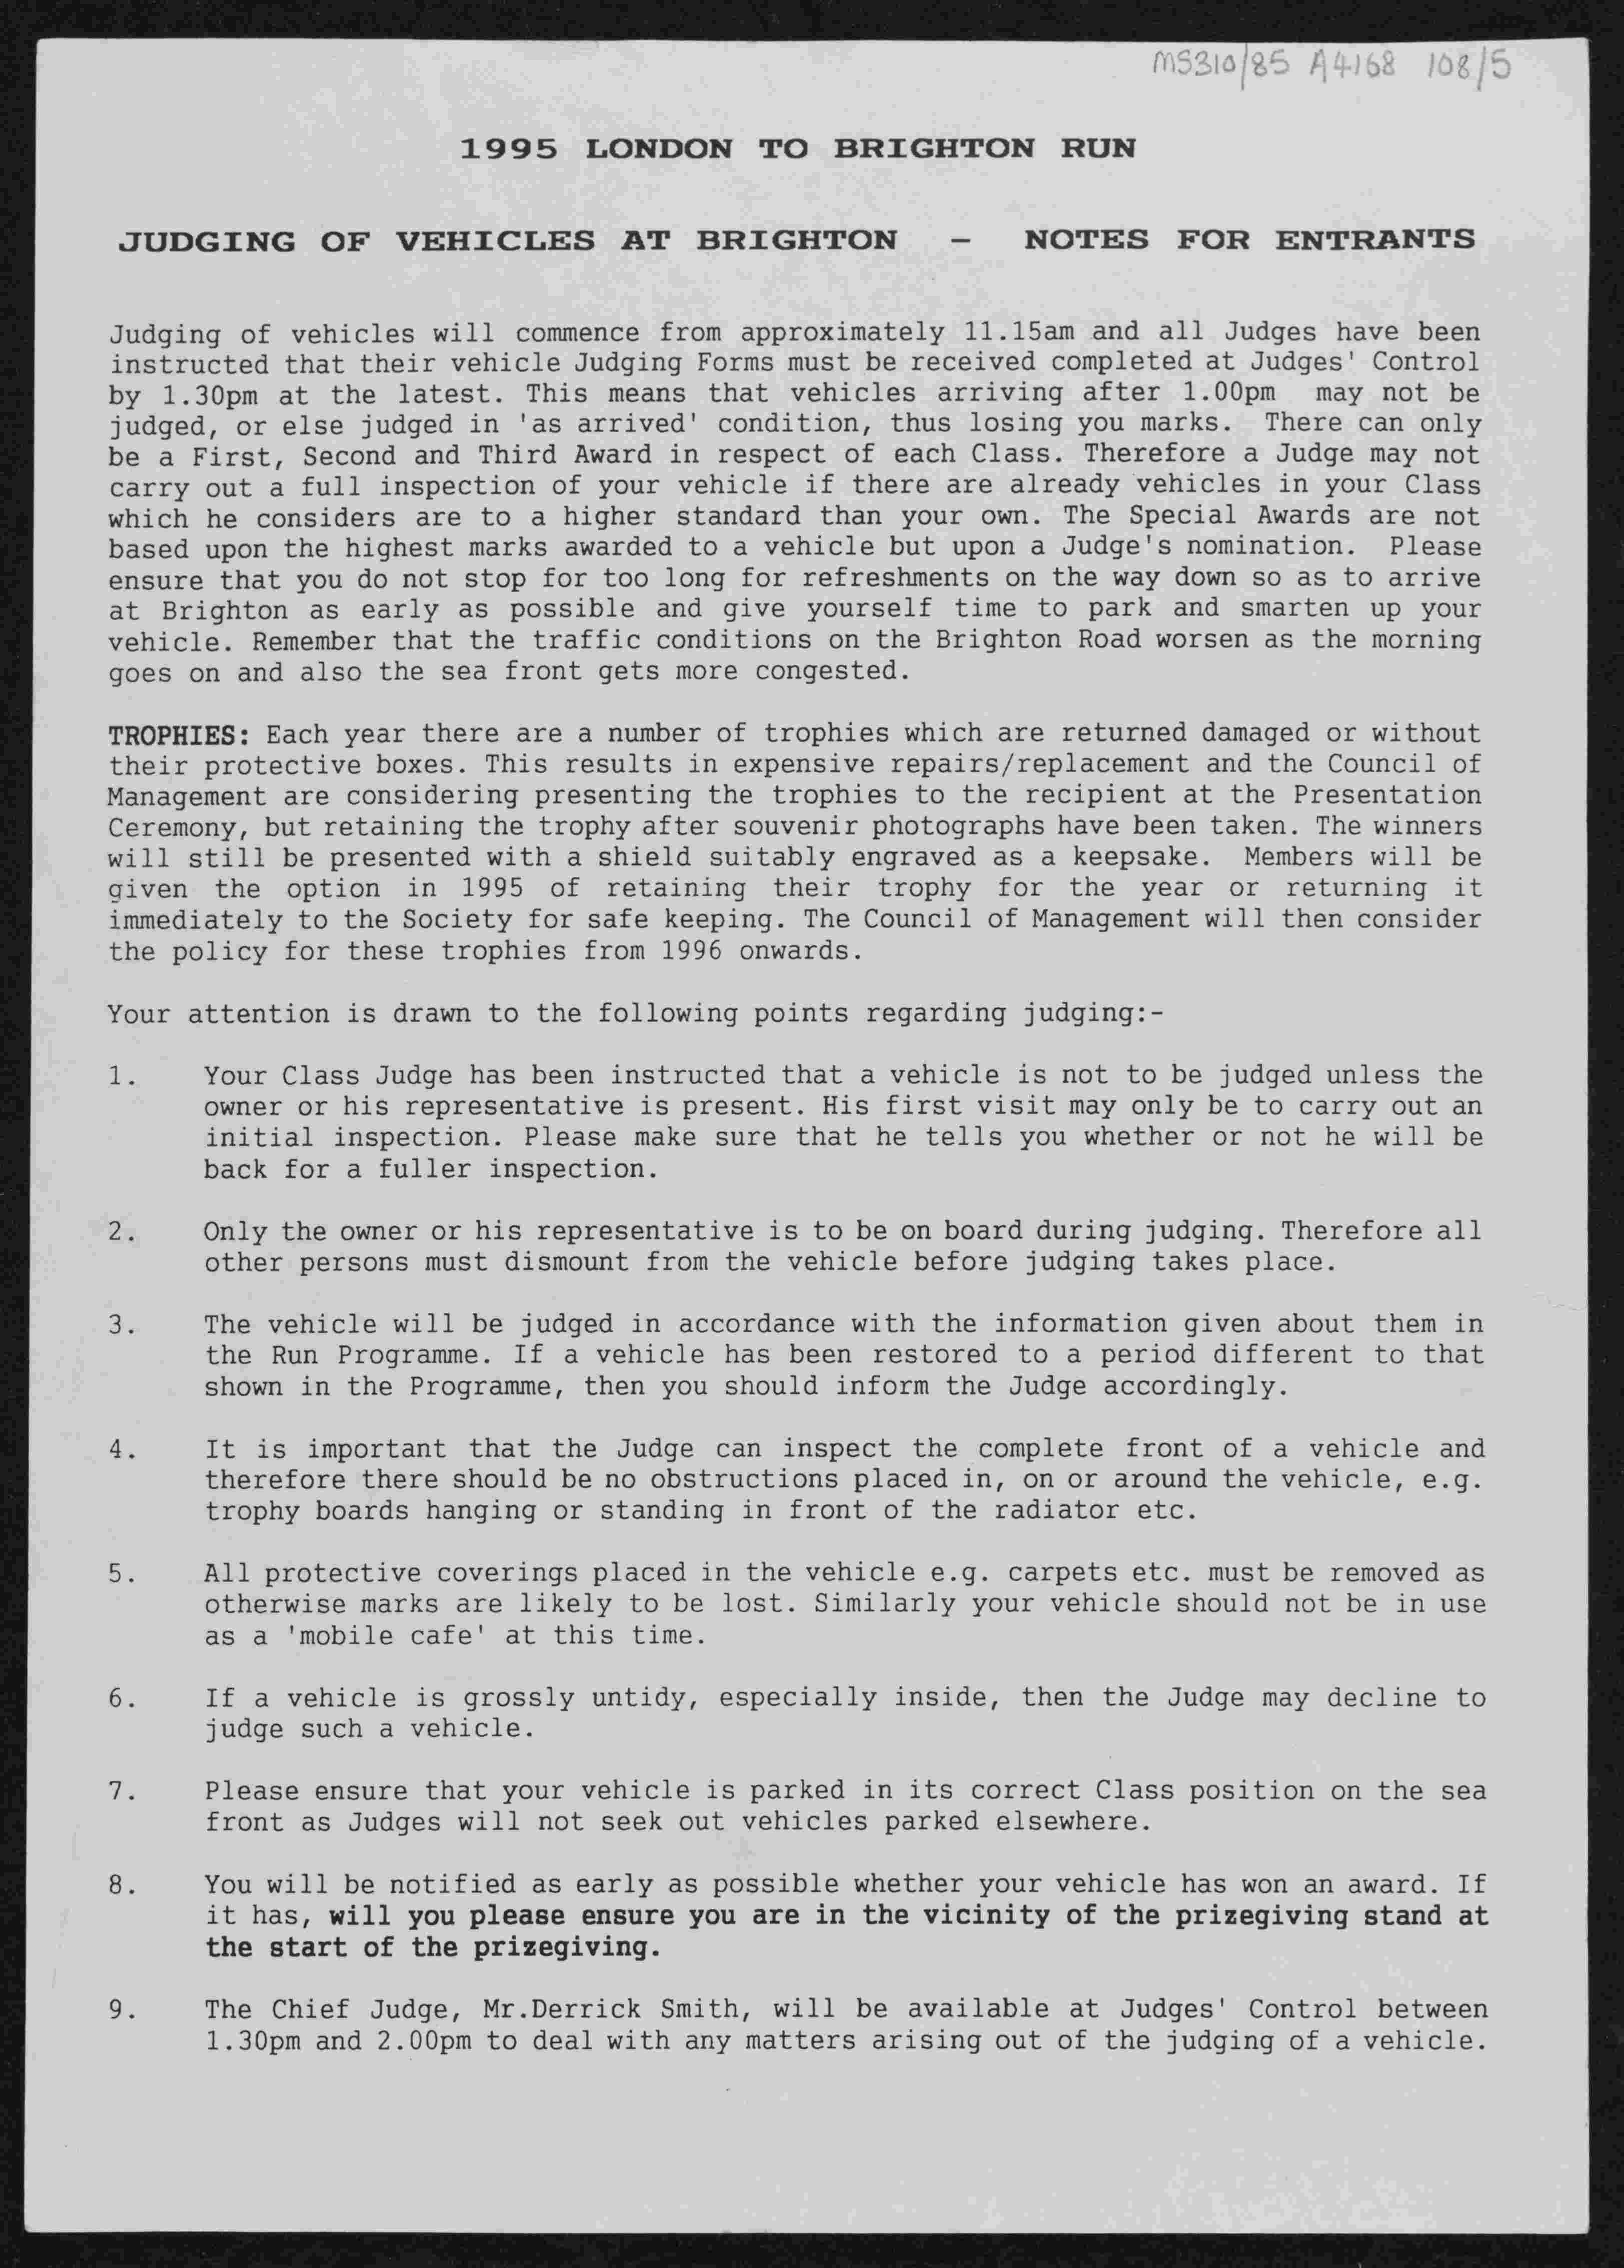 MS310/85 A4168 108/5
1995 LONDON TO BRIGHTON RUN
JUDGING OF VEHICLES AT BRIGHTON - NOTES FOR ENTRANTS
Judging of vehicles will commence from approximately 11.15am and all Judges have been
instructed that their vehicle Judging Forms must be received completed at Judges' Control
by 1.30pm at the latest. This means that vehicles arriving after 1.00pm may not be
judged, or else judged in 'as arrived' condition, thus losing you marks. There can only
be a First, Second and Third Award in respect of each Class. Therefore a Judge may not
carry out a full inspection of your vehicle if there are already vehicles in your Class
which he considers are to a higher standard than your own. The Special Awards are not
based upon the highest marks awarded to a vehicle but upon a Judge's nomination. Please
ensure that you do not stop for too long for refreshments on the way down so as to arrive
at Brighton as early as possible and give yourself time to park and smarten up your
vehicle. Remember that the traffic conditions on the Brighton Road worsen as the morning
goes on and also the sea front gets more congested.
TROPHIES: Each year there are a number of trophies which are returned damaged or without
their protective boxes. This results in expensive repairs/replacement and the Council of
Management are considering presenting the trophies to the recipient at the Presentation
Ceremony, but retaining the trophy after souvenir photographs have been taken. The winners
will still be presented with a shield suitably engraved as a keepsake. Members will be
given the option in 1995 of retaining their trophy for the year or returning it
immediately to the Society for safe keeping. The Council of Management will then consider
the policy for these trophies from 1996 onwards.
Your attention is drawn to the following points regarding judging:-
1. Your Class Judge has been instructed that a vehicle is not to be judged unless the
owner or his representative is present. His first visit may only be to carry out an
initial inspection. Please make sure that he tells you whether or not he will be
back for a fuller inspection.
2. Only the owner or his representative is to be on board during judging. Therefore all
other persons must dismount from the vehicle before judging takes place.
3. The vehicle will be judged in accordance with the information given about them in
the Run Programme. If a vehicle has been restored to a period different to that
shown in the Programme, then you should inform the Judge accordingly.
4. It is important that the Judge can inspect the complete front of a vehicle and
therefore there should be no obstructions placed in, on or around the vehicle, e.g.
trophy boards hanging or standing in front of the radiator etc.
5. All protective coverings placed in the vehicle e.g. carpets etc. must be removed as
otherwise marks are likely to be lost. Similarly your vehicle should not be in use
as a 'mobile cafe' at this time.
6. If a vehicle is grossly untidy, especially inside, then the Judge may decline to
judge such a vehicle.
7. Please ensure that your vehicle is parked in its correct Class position on the sea
front as Judges will not seek out vehicles parked elsewhere.
8. You will be notified as early as possible whether your vehicle has won an award. If
it has, will you please ensure you are in the vicinity of the prizegiving stand at
the start of the prizegiving.
9. The Chief Judge, Mr.Derrick Smith, will be available at Judges' Control between
1.30pm and 2.00pm to deal with any matters arising out of the judging of a vehicle.